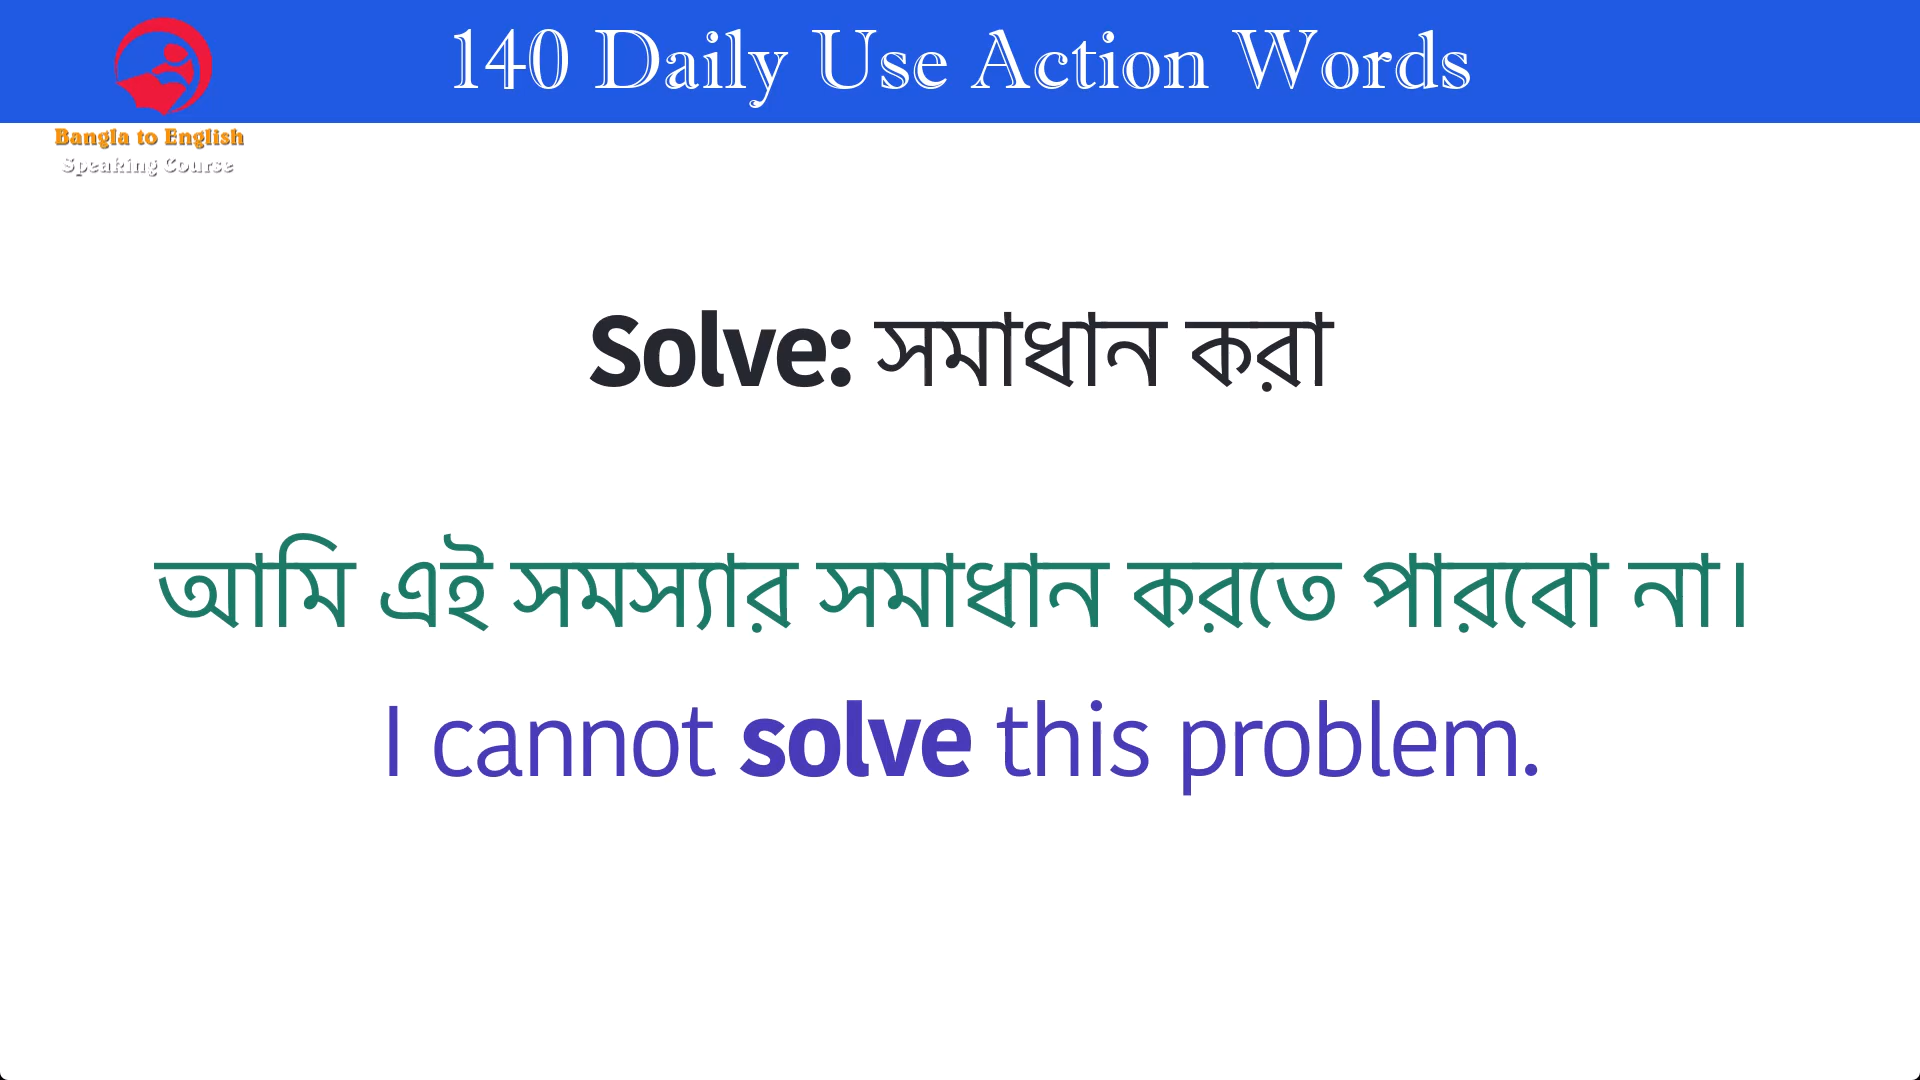 140 Daily Use Action Words
Bangla to English
Speaking Course
Solve: সমাধান করা
আমি এই সমস্যার সমাধান করতে পারবো না।
I cannot solve this problem.